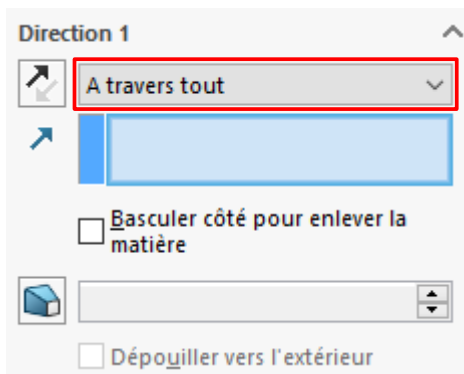 Direction 1
A travers tout
Basculer côté pour enlever la
matière
Dépouiller vers l'extérieur